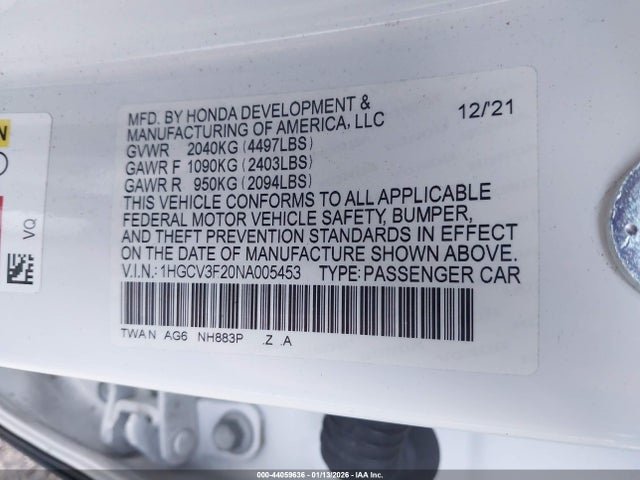 MFD. BY HONDA DEVELOPMENT &
MANUFACTURING OF AMERICA, LLC 12/'21
GVWR 2040KG (4497LBS)
GAWR F 1090KG (2403LBS)
GAWR R 950KG (2094LBS)
THIS VEHICLE CONFORMS TO ALL APPLICABLE
FEDERAL MOTOR VEHICLE SAFETY, BUMPER,
AND THEFT PREVENTION STANDARDS IN EFFECT
ON THE DATE OF MANUFACTURE SHOWN ABOVE.
V.I.N.: 1HGCV3F20NA005453 TYPE: PASSENGER CAR
TWAN AG6 NH883P .Z .A
VQ
000-44059636 - 01/13/2026 - IAA Inc.